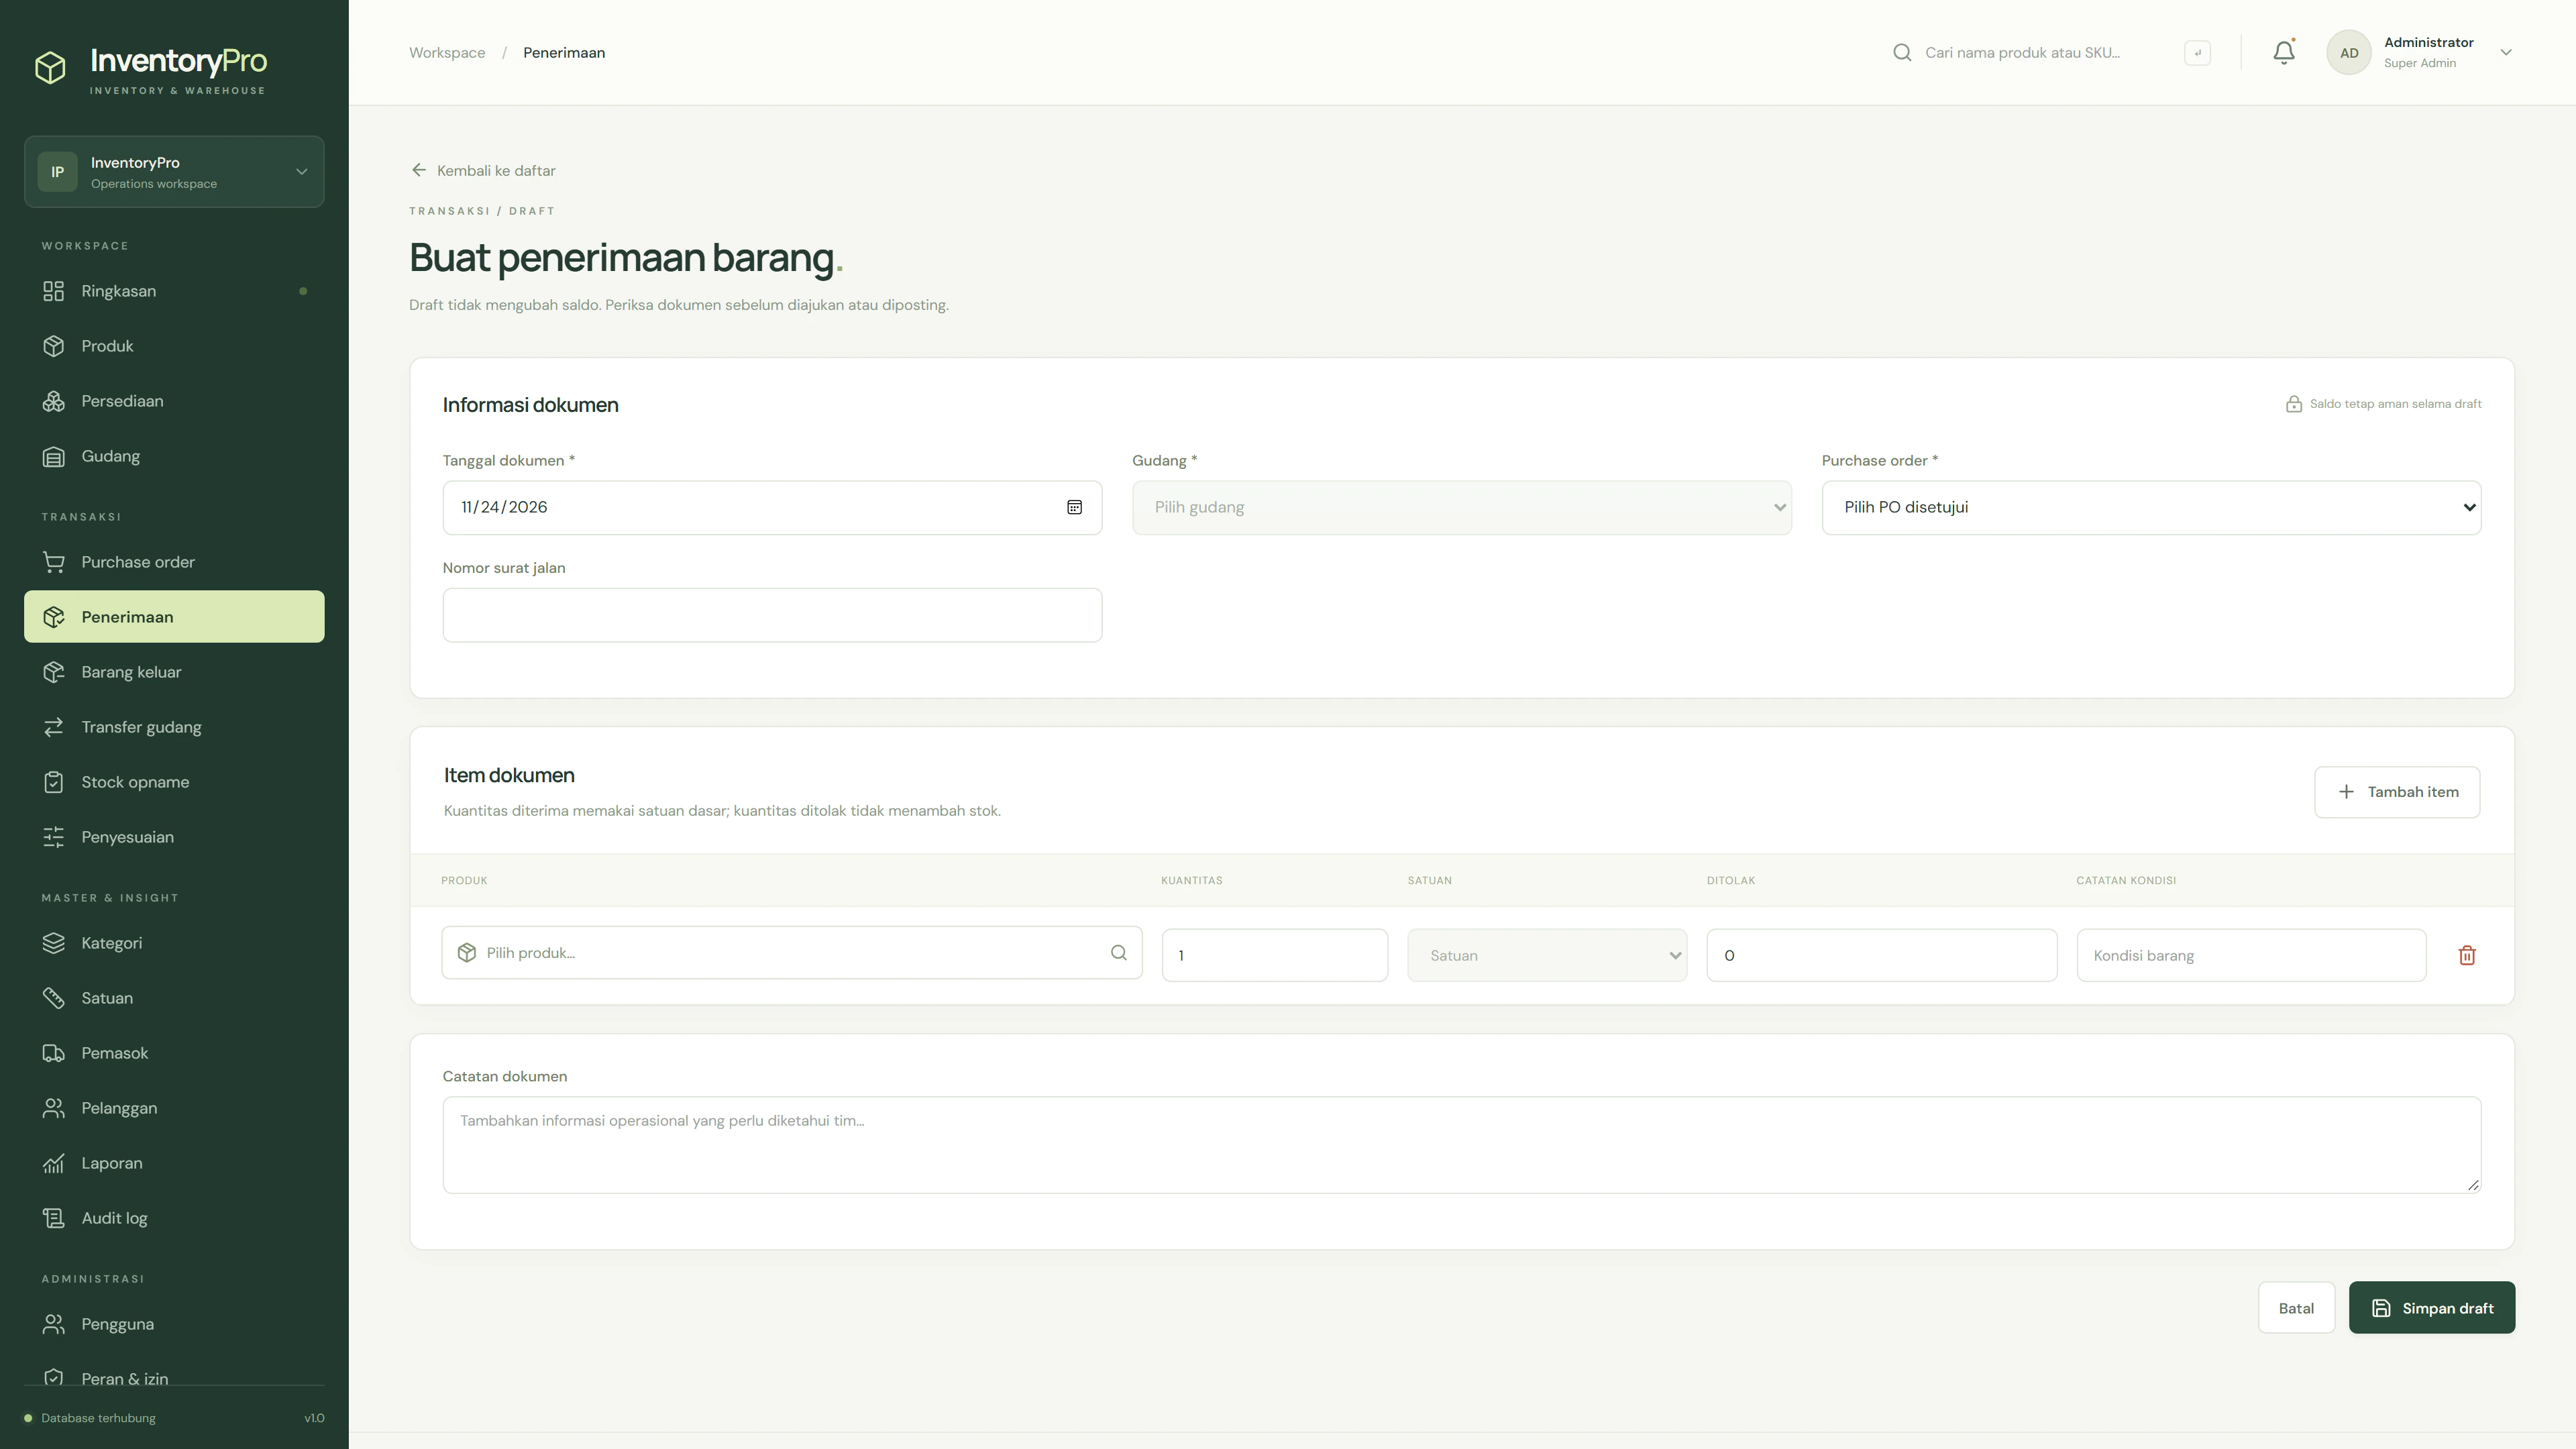 InventoryPro
INVENTORY & WAREHOUSE
IP
InventoryPro
Operations workspace
WORKSPACE
Ringkasan
Produk
Persediaan
Gudang
TRANSAKSI
Purchase order
Penerimaan
Barang keluar
Transfer gudang
Stock opname
Penyesuaian
MASTER & INSIGHT
Kategori
Satuan
Pemasok
Pelanggan
Laporan
Audit log
ADMINISTRASI
Pengguna
Peran & izin
Database terhubung v1.0
Workspace / Penerimaan
Cari nama produk atau SKU...
AD
Administrator
Super Admin
Kembali ke daftar
TRANSAKSI / DRAFT
Buat penerimaan barang.
Draft tidak mengubah saldo. Periksa dokumen sebelum diajukan atau diposting.
Informasi dokumen
Saldo tetap aman selama draft
Tanggal dokumen * Gudang * Purchase order *
11/24/2026 Pilih gudang Pilih PO disetujui
Nomor surat jalan
Item dokumen
Kuantitas diterima memakai satuan dasar; kuantitas ditolak tidak menambah stok.
Tambah item
PRODUK KUANTITAS SATUAN DITOLAK CATATAN KONDISI
Pilih produk... 1 Satuan 0 Kondisi barang
Catatan dokumen
Tambahkan informasi operasional yang perlu diketahui tim...
Batal Simpan draft